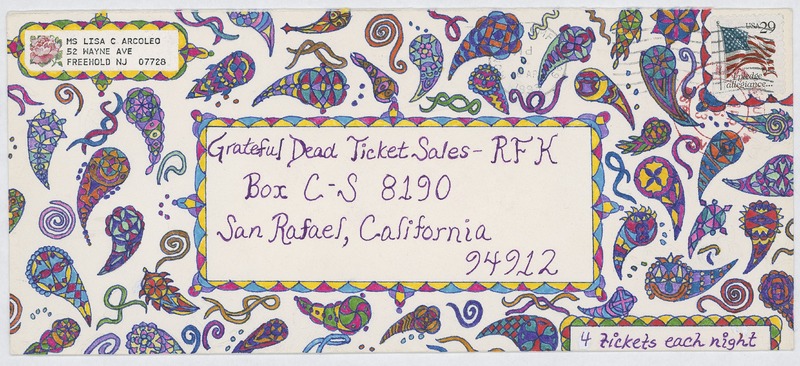 MS LISA C ARCOLEO
52 WAYNE AVE
FREEHOLD NJ 07728
USA 29
I pledge
allegiance...
Grateful Dead Ticket Sales - RFK
Box C-S 8190
San Rafael, California
94912
4 tickets each night